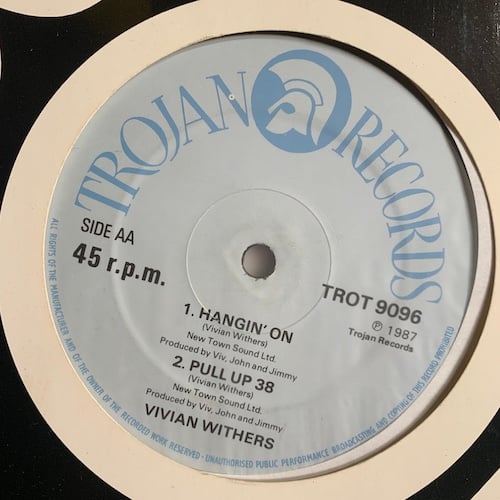 TROJAN RECORDS
SIDE AA
45 r.p.m.
TROT 9096
℗ 1987
Trojan Records
1. HANGIN' ON
(Vivian Withers)
New Town Sound Ltd.
Produced by Viv, John and Jimmy
2. PULL UP 38
(Vivian Withers)
New Town Sound Ltd.
Produced by Viv, John and Jimmy
VIVIAN WITHERS
ALL RIGHTS OF THE MANUFACTURER AND OF THE OWNER OF THE RECORDED WORK RESERVED - UNAUTHORISED PUBLIC PERFORMANCE BROADCASTING AND COPYING OF THIS RECORD PROHIBITED